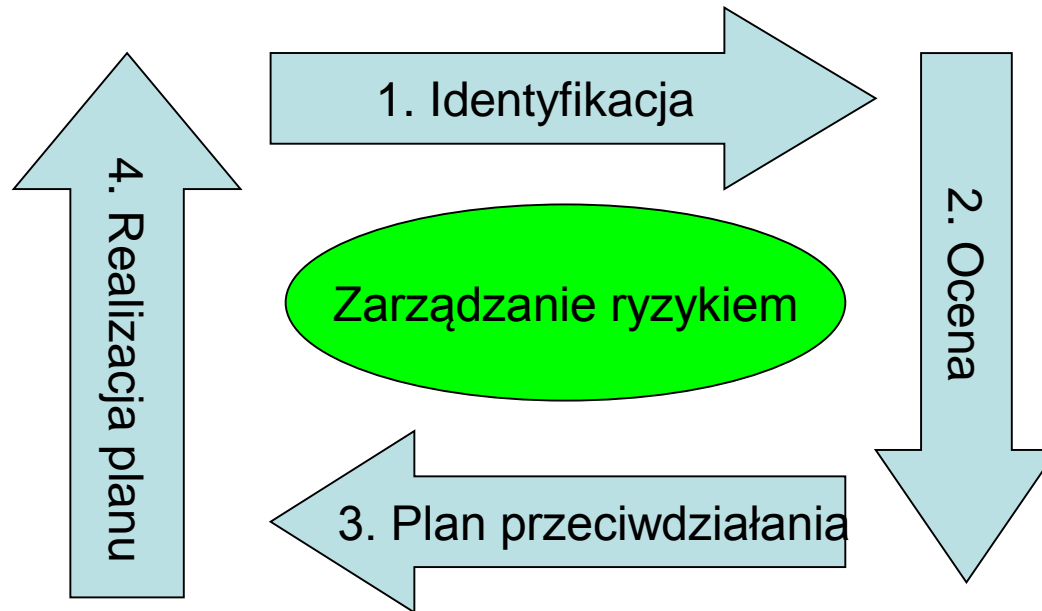 1. Identyfikacja
2. Ocena
Zarządzanie ryzykiem
3. Plan przeciwdziałania
4. Realizacja planu